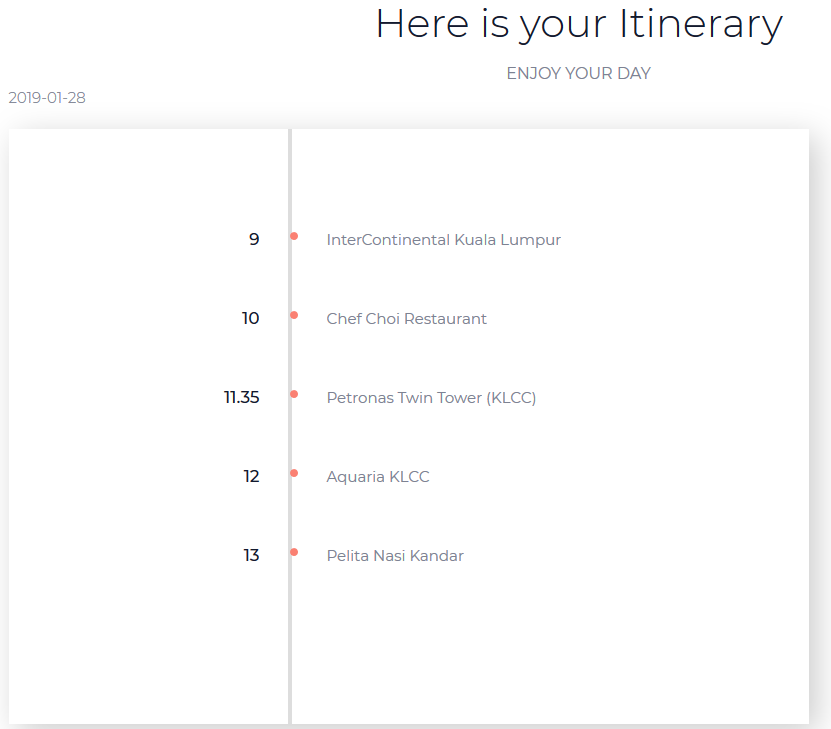 Here is your Itinerary
ENJOY YOUR DAY
2019-01-28
9 InterContinental Kuala Lumpur
10 Chef Choi Restaurant
11.35 Petronas Twin Tower (KLCC)
12 Aquaria KLCC
13 Pelita Nasi Kandar